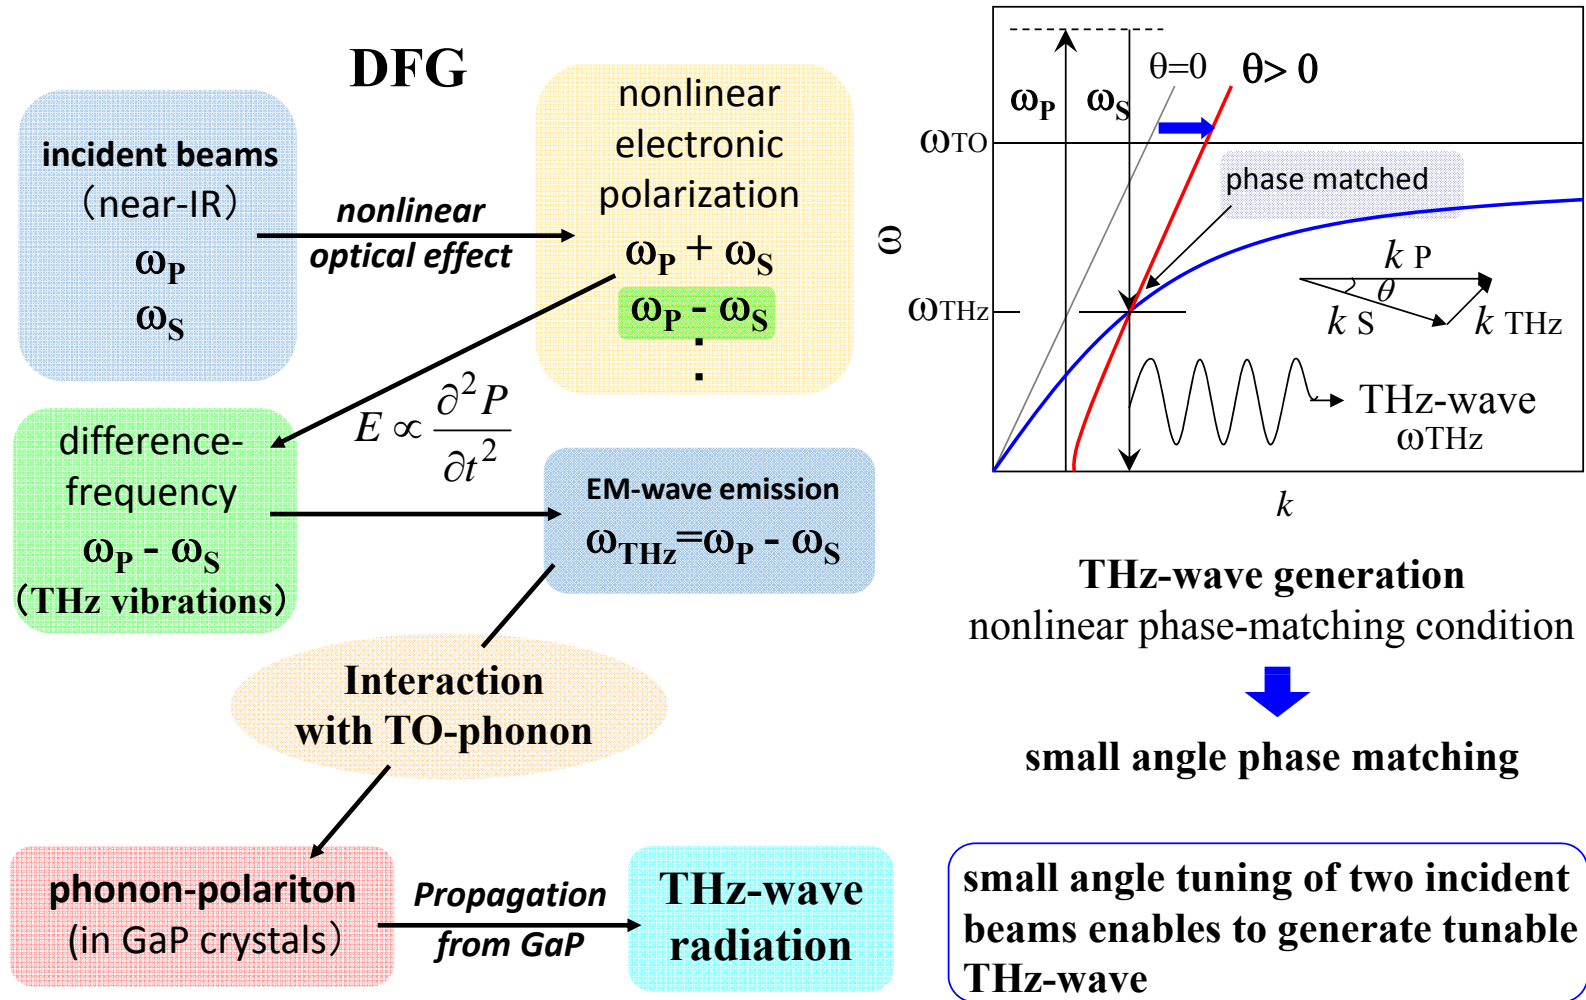 DFG
incident beams
（near-IR）
ωP
ωS
nonlinear
optical effect
nonlinear
electronic
polarization
ωP + ωS
ωP - ωS
.
.
E ∝ ∂²P
∂t²
difference-
frequency
ωP - ωS
（THz vibrations）
EM-wave emission
ωTHz=ωP - ωS
Interaction
with TO-phonon
phonon-polariton
(in GaP crystals）
Propagation
from GaP
THz-wave
radiation
θ=0
θ> 0
ωP
ωS
ωTO
phase matched
ω
k P
θ
k S
k THz
ωTHz
THz-wave
ωTHz
k
THz-wave generation
nonlinear phase-matching condition
small angle phase matching
small angle tuning of two incident
beams enables to generate tunable
THz-wave